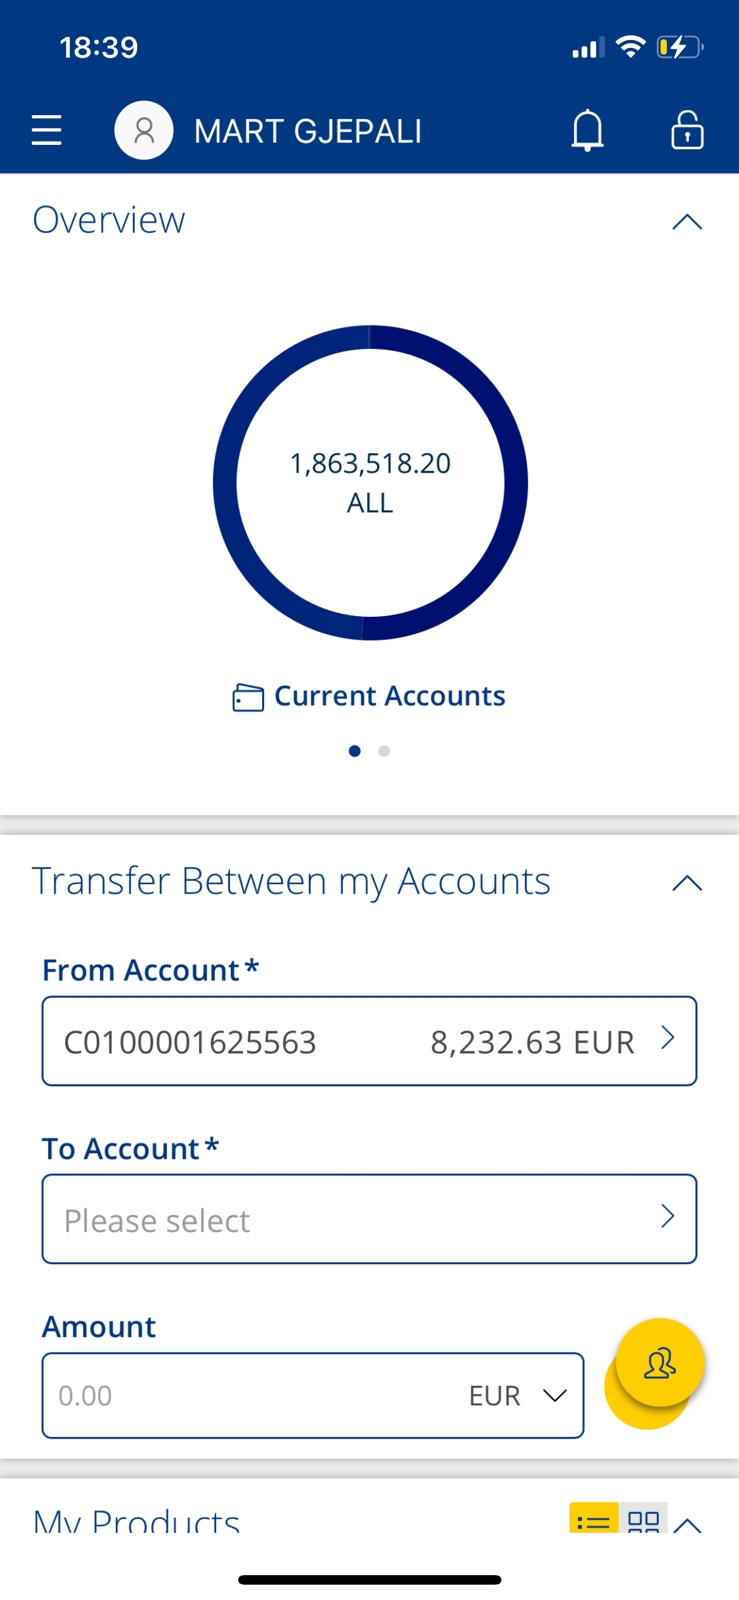 18:39
MART GJEPALI
Overview
1,863,518.20
ALL
Current Accounts
Transfer Between my Accounts
From Account*
C0100001625563 8,232.63 EUR
To Account*
Please select
Amount
0.00 EUR
My Products